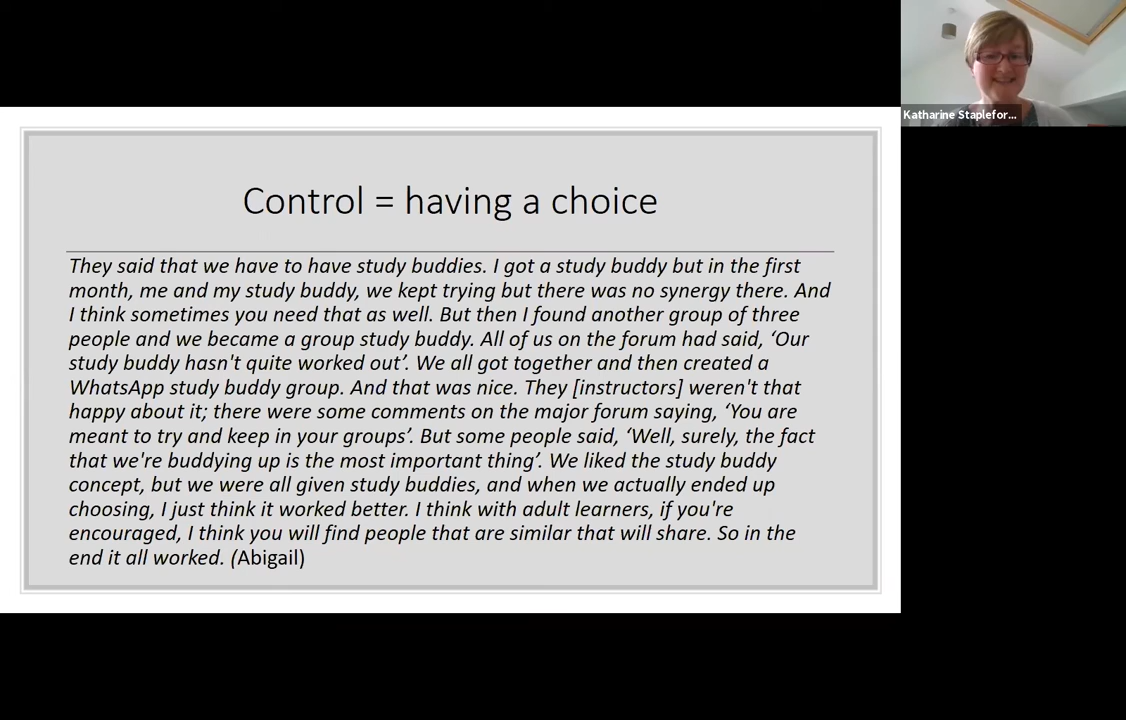 Katharine Staplefor...
Control = having a choice
They said that we have to have study buddies. I got a study buddy but in the first
month, me and my study buddy, we kept trying but there was no synergy there. And
I think sometimes you need that as well. But then I found another group of three
people and we became a group study buddy. All of us on the forum had said, ‘Our
study buddy hasn't quite worked out’. We all got together and then created a
WhatsApp study buddy group. And that was nice. They [instructors] weren't that
happy about it; there were some comments on the major forum saying, ‘You are
meant to try and keep in your groups’. But some people said, ‘Well, surely, the fact
that we're buddying up is the most important thing’. We liked the study buddy
concept, but we were all given study buddies, and when we actually ended up
choosing, I just think it worked better. I think with adult learners, if you're
encouraged, I think you will find people that are similar that will share. So in the
end it all worked. (Abigail)